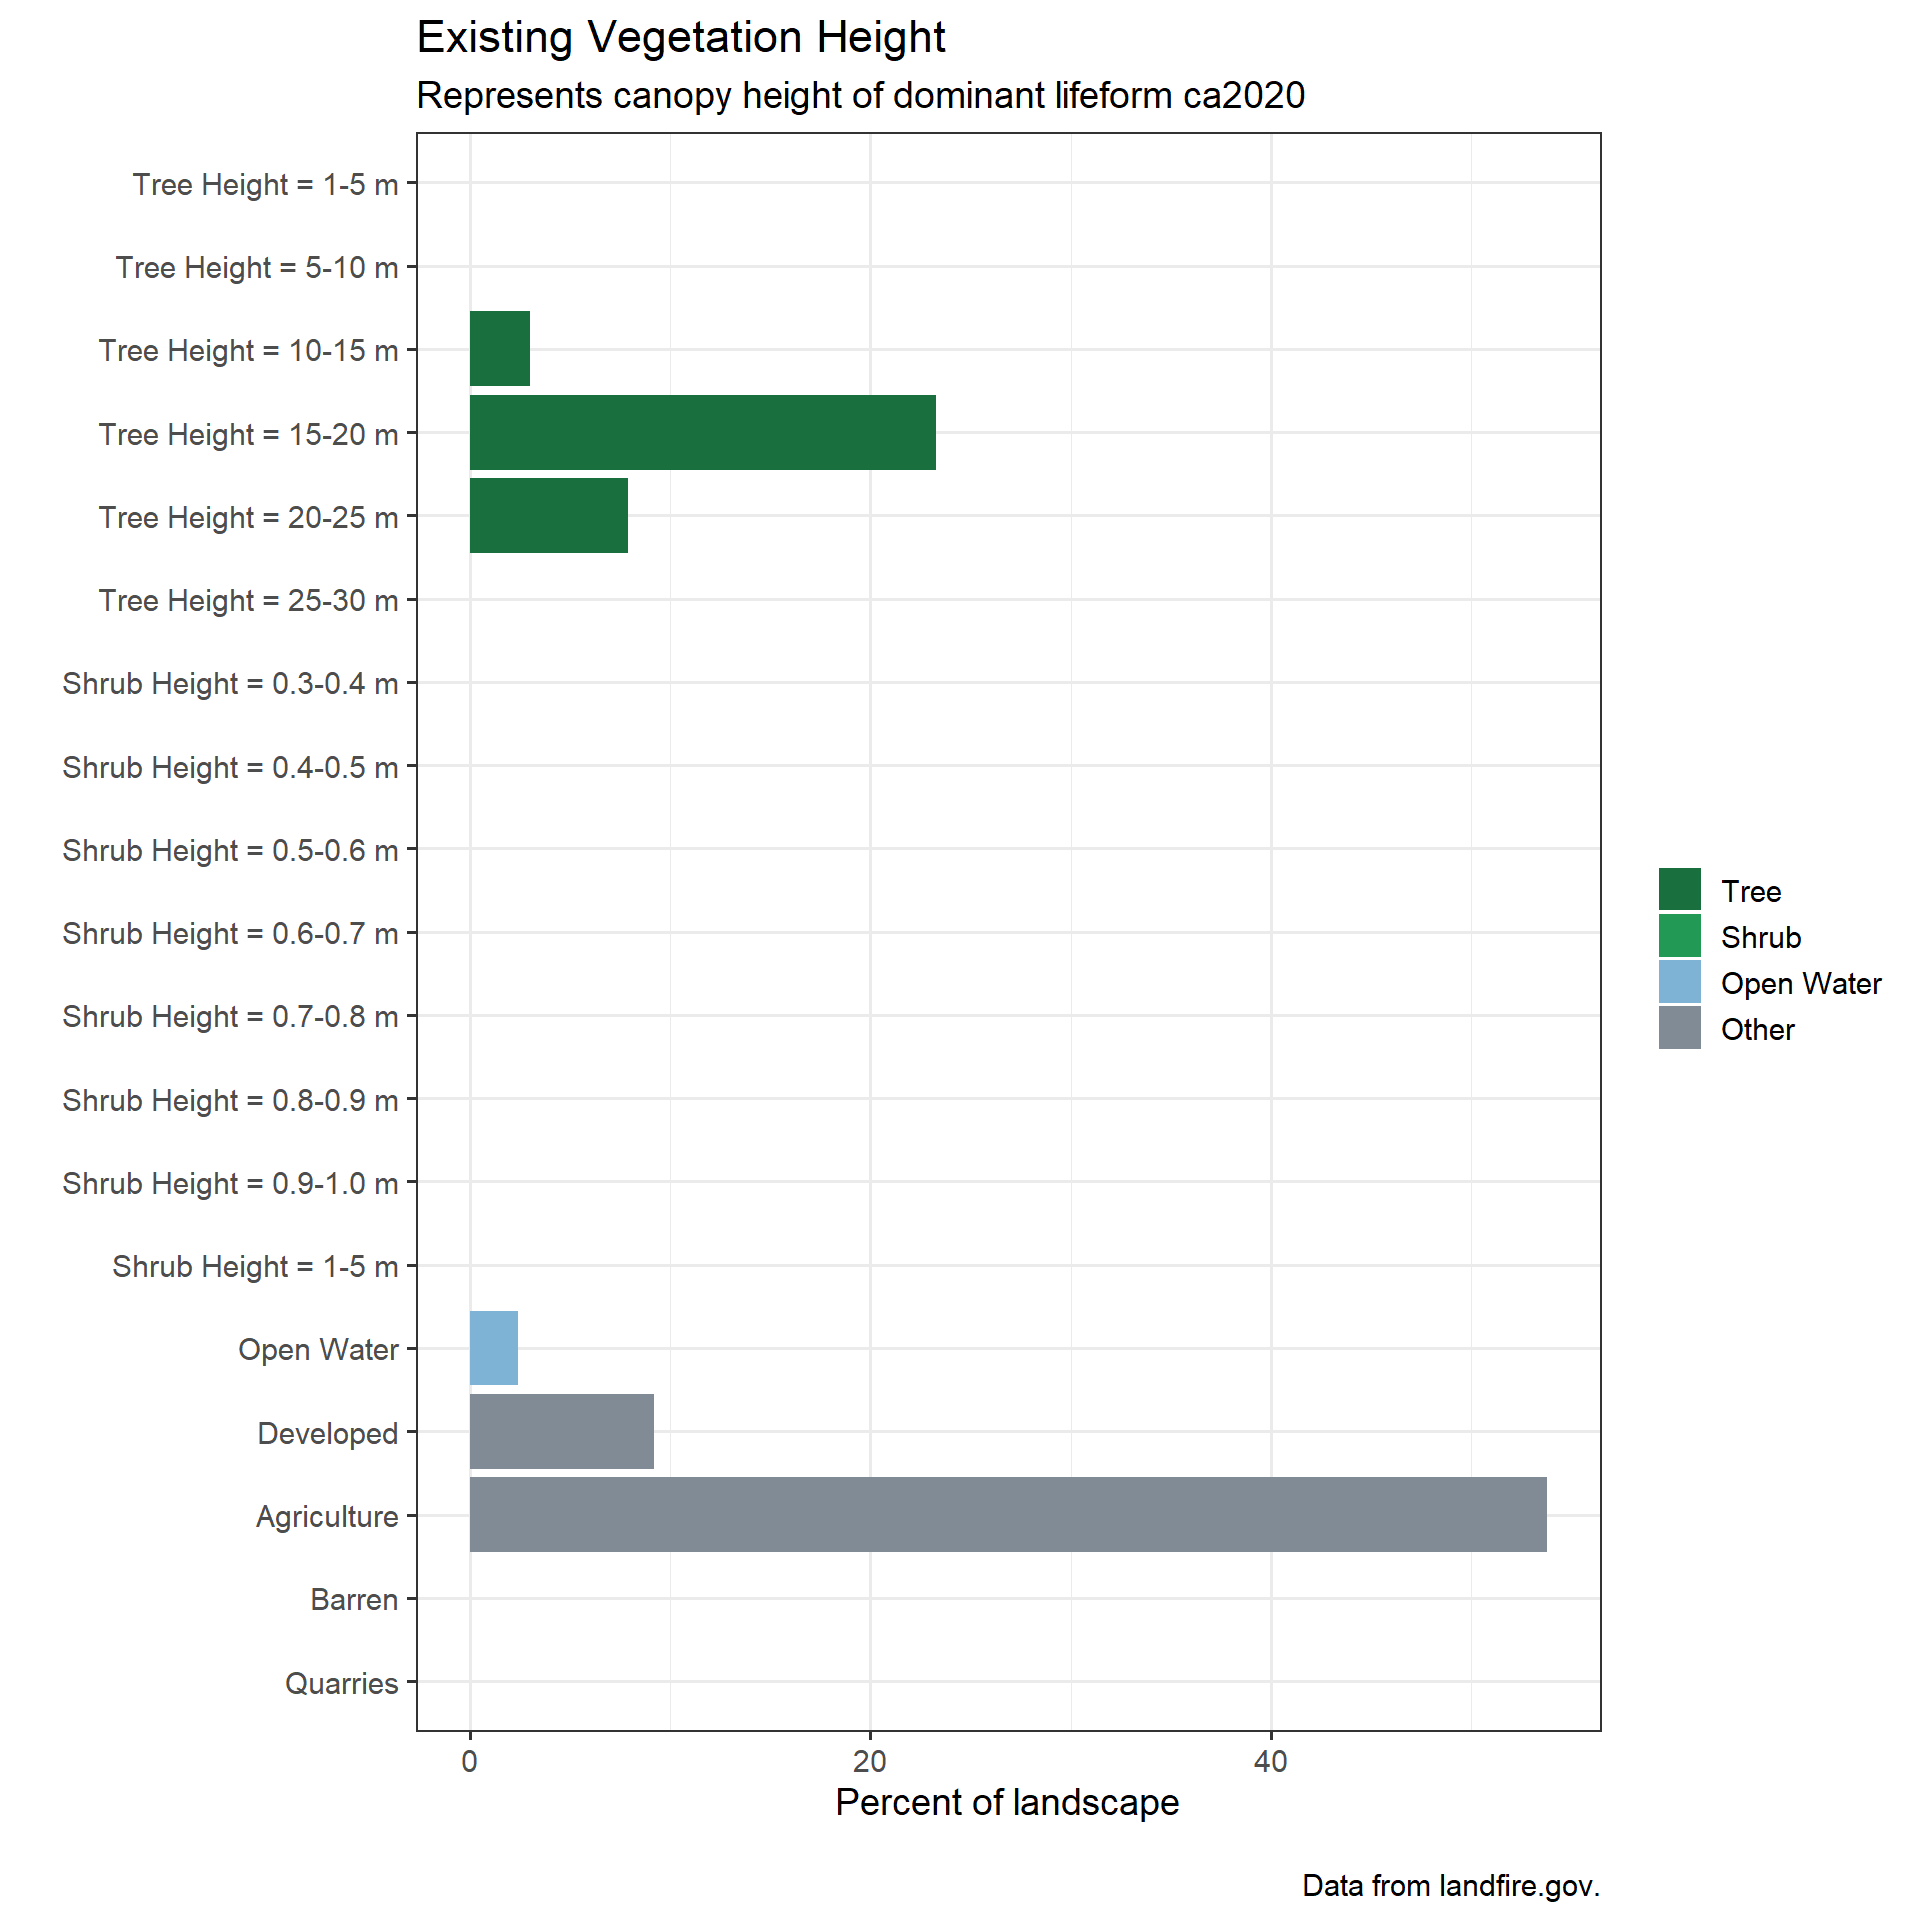 Existing Vegetation Height
Represents canopy height of dominant lifeform ca2020
Tree Height = 1-5 m
Tree Height = 5-10 m
Tree Height = 10-15 m
Tree Height = 15-20 m
Tree Height = 20-25 m
Tree Height = 25-30 m
Shrub Height = 0.3-0.4 m
Shrub Height = 0.4-0.5 m
Shrub Height = 0.5-0.6 m
Shrub Height = 0.6-0.7 m
Shrub Height = 0.7-0.8 m
Shrub Height = 0.8-0.9 m
Shrub Height = 0.9-1.0 m
Shrub Height = 1-5 m
Open Water
Developed
Agriculture
Barren
Quarries
0 20 40
Percent of landscape
Tree
Shrub
Open Water
Other
Data from landfire.gov.